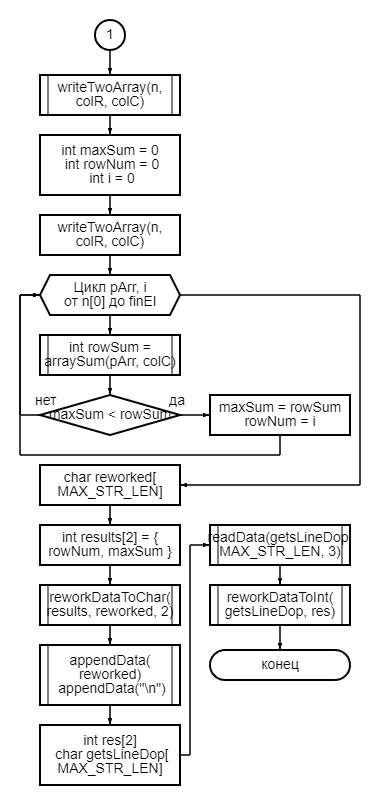 1
writeTwoArray(n,
colR, colC)
int maxSum = 0
int rowNum = 0
int i = 0
writeTwoArray(n,
colR, colC)
Цикл pArr, i
от n[0] до finEl
int rowSum =
arraySum(pArr, colC)
нет
да
maxSum < rowSum
maxSum = rowSum
rowNum = i
char reworked[
MAX_STR_LEN]
int results[2] = {
rowNum, maxSum }
reworkDataToChar(
results, reworked, 2)
appendData(
reworked)
appendData("\n")
int res[2]
char getsLineDop[
MAX_STR_LEN]
readData(getsLineDop,
MAX_STR_LEN, 3)
reworkDataToInt(
getsLineDop, res)
конец